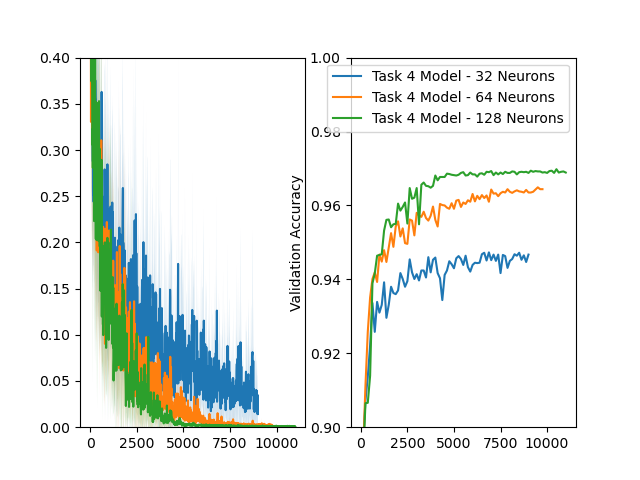 0.40
0.35
0.30
0.25
0.20
0.15
0.10
0.05
0.00
0 2500 5000 7500 10000
Validation Accuracy
1.00
0.98
0.96
0.94
0.92
0.90
0 2500 5000 7500 10000
Task 4 Model - 32 Neurons
Task 4 Model - 64 Neurons
Task 4 Model - 128 Neurons